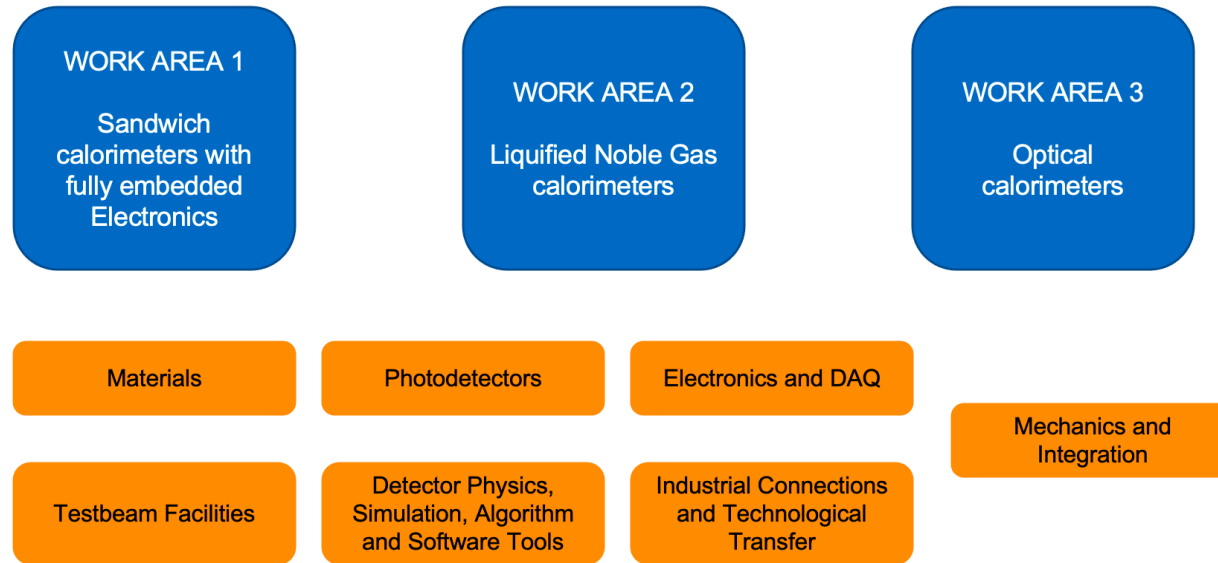 WORK AREA 1
Sandwich
calorimeters with
fully embedded
Electronics
WORK AREA 2
Liquified Noble Gas
calorimeters
WORK AREA 3
Optical
calorimeters
Materials
Photodetectors
Electronics and DAQ
Mechanics and
Integration
Testbeam Facilities
Detector Physics,
Simulation, Algorithm
and Software Tools
Industrial Connections
and Technological
Transfer